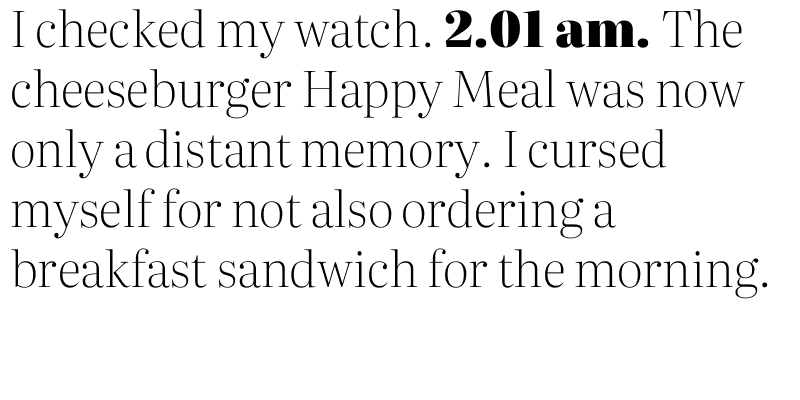 I checked my watch. 2.01 am. The
cheeseburger Happy Meal was now
only a distant memory. I cursed
myself for not also ordering a
breakfast sandwich for the morning.